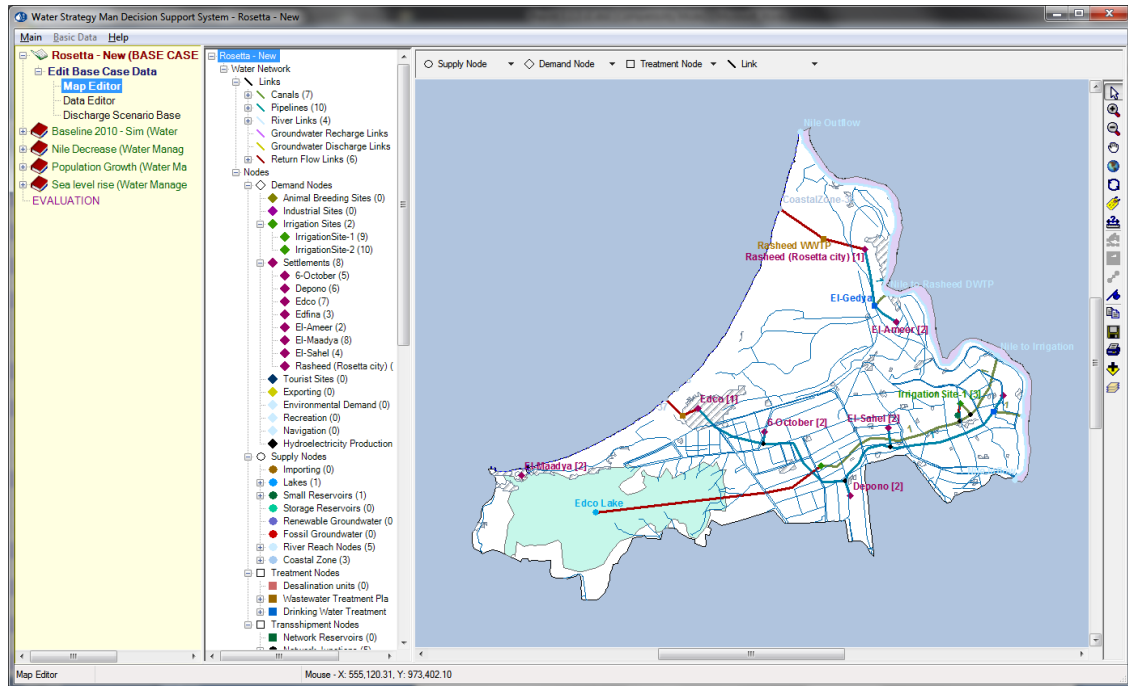 Water Strategy Man Decision Support System - Rosetta - New
Main Basic Data Help
Rosetta - New (BASE CASE
Edit Base Case Data
Map Editor
Data Editor
Discharge Scenario Base
Baseline 2010 - Sim (Water
Nile Decrease (Water Manag
Population Growth (Water Ma
Sea level rise (Water Manage
EVALUATION
Rosetta - New
Water Network
Links
Canals (7)
Pipelines (10)
River Links (4)
Groundwater Recharge Links
Groundwater Discharge Links
Return Flow Links (6)
Nodes
Demand Nodes
Animal Breeding Sites (0)
Industrial Sites (0)
Irrigation Sites (2)
IrrigationSite-1 (9)
IrrigationSite-2 (10)
Settlements (8)
6-October (5)
Depono (6)
Edco (7)
Edfina (3)
El-Ameer (2)
El-Maadya (8)
El-Sahel (4)
Rasheed (Rosetta city) (
Tourist Sites (0)
Exporting (0)
Environmental Demand (0)
Recreation (0)
Navigation (0)
Hydroelectricity Production
Supply Nodes
Importing (0)
Lakes (1)
Small Reservoirs (1)
Storage Reservoirs (0)
Renewable Groundwater (0
Fossil Groundwater (0)
River Reach Nodes (5)
Coastal Zone (3)
Treatment Nodes
Desalination units (0)
Wastewater Treatment Pla
Drinking Water Treatment
Transshipment Nodes
Network Reservoirs (0)
Network Junctions (5)
Supply Node Demand Node Treatment Node Link
Nile Outflow
CoastalZone-3
Rasheed WWTP
Rasheed (Rosetta city) [1]
Nile to Rasheed DWTP
El-Gedya
El-Ameer [2]
Nile to Irrigation
Irrigation Site-1 [3]
Edco [1]
6-October [2]
El-Sahel [2]
El-Maadya [2]
Depono [2]
Edco Lake
Map Editor
Mouse - X: 555,120.31, Y: 973,402.10